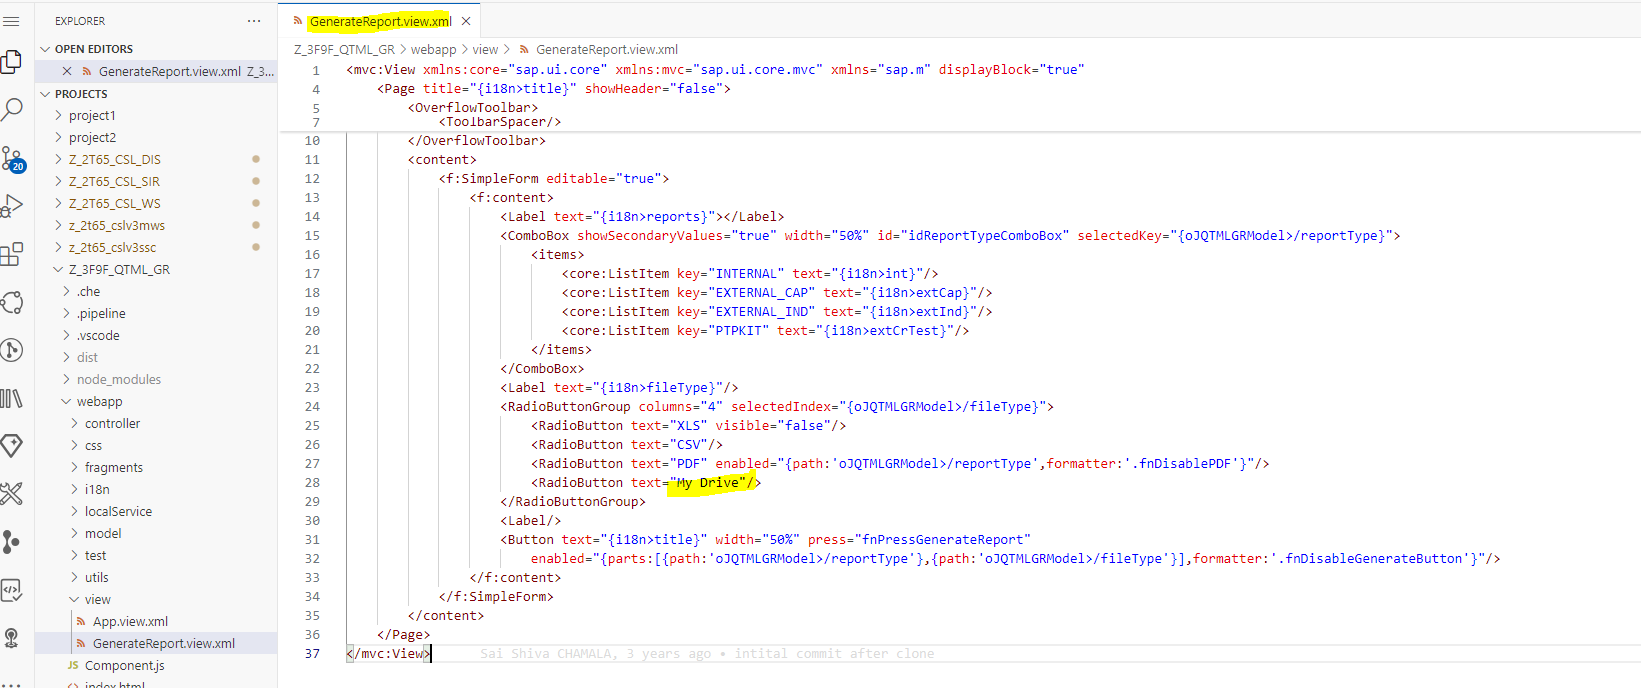 EXPLORER
···
OPEN EDITORS
GenerateReport.view.xml Z_3...
PROJECTS
project1
project2
Z_2T65_CSL_DIS
Z_2T65_CSL_SIR
Z_2T65_CSL_WS
z_2t65_cslv3mws
z_2t65_cslv3ssc
Z_3F9F_QTML_GR
.che
.pipeline
.vscode
dist
node_modules
webapp
controller
css
fragments
i18n
localService
model
test
utils
view
App.view.xml
GenerateReport.view.xml
JS Component.js
<> index.html
20
GenerateReport.view.xml
Z_3F9F_QTML_GR > webapp > view > GenerateReport.view.xml
1 <mvc:View xmlns:core="sap.ui.core" xmlns:mvc="sap.ui.core.mvc" xmlns="sap.m" displayBlock="true"
4 <Page title="{i18n>title}" showHeader="false">
5 <OverflowToolbar>
7 <ToolbarSpacer/>
10 </OverflowToolbar>
11 <content>
12 <f:SimpleForm editable="true">
13 <f:content>
14 <Label text="{i18n>reports}"></Label>
15 <ComboBox showSecondaryValues="true" width="50%" id="idReportTypeComboBox" selectedKey="{oJQTMLGRModel>/reportType}">
16 <items>
17 <core:ListItem key="INTERNAL" text="{i18n>int}"/>
18 <core:ListItem key="EXTERNAL_CAP" text="{i18n>extCap}"/>
19 <core:ListItem key="EXTERNAL_IND" text="{i18n>extInd}"/>
20 <core:ListItem key="PTPKIT" text="{i18n>extCrTest}"/>
21 </items>
22 </ComboBox>
23 <Label text="{i18n>fileType}"/>
24 <RadioButtonGroup columns="4" selectedIndex="{oJQTMLGRModel>/fileType}">
25 <RadioButton text="XLS" visible="false"/>
26 <RadioButton text="CSV"/>
27 <RadioButton text="PDF" enabled="{path:'oJQTMLGRModel>/reportType',formatter:'.fnDisablePDF'}"/>
28 <RadioButton text="My Drive"/>
29 </RadioButtonGroup>
30 <Label/>
31 <Button text="{i18n>title}" width="50%" press="fnPressGenerateReport"
32 enabled="{parts:[{path:'oJQTMLGRModel>/reportType'},{path:'oJQTMLGRModel>/fileType'}],formatter:'.fnDisableGenerateButton'}"/>
33 </f:content>
34 </f:SimpleForm>
35 </content>
36 </Page>
37 </mvc:View> Sai Shiva CHAMALA, 3 years ago • intital commit after clone